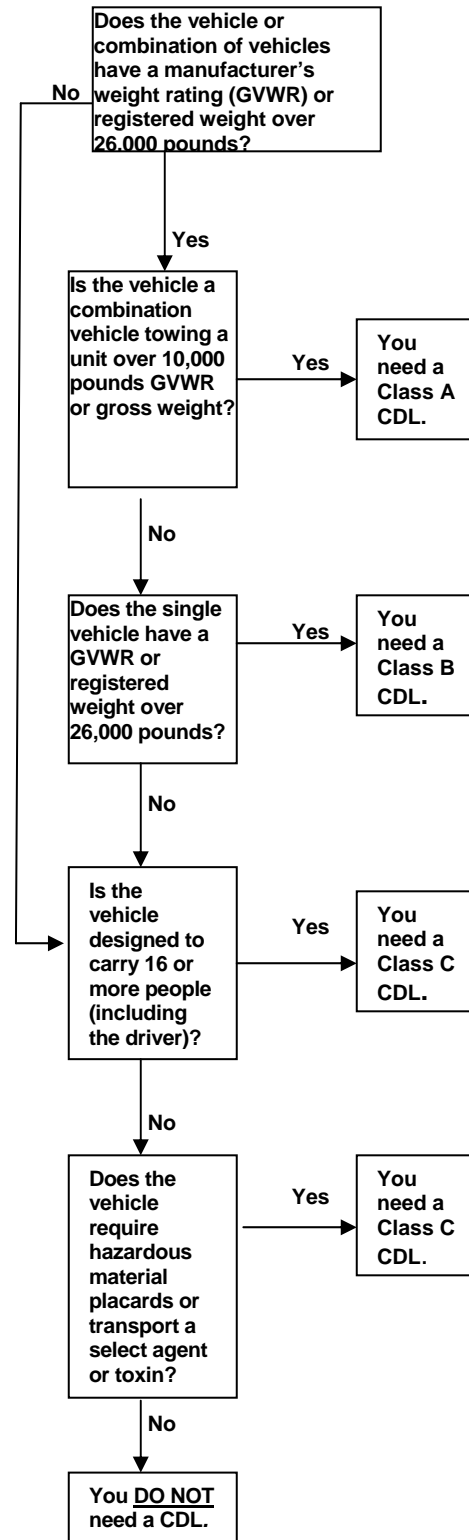 Does the vehicle or
combination of vehicles
have a manufacturer's
weight rating (GVWR) or
registered weight over
26,000 pounds?
No
Yes
Is the vehicle a
combination
vehicle towing a
unit over 10,000
pounds GVWR
or gross weight?
Yes
You
need a
Class A
CDL.
No
Does the single
vehicle have a
GVWR or
registered
weight over
26,000 pounds?
Yes
You
need a
Class B
CDL.
No
Is the
vehicle
designed to
carry 16 or
more people
(including
the driver)?
Yes
You
need a
Class C
CDL.
No
Does the
vehicle
require
hazardous
material
placards or
transport a
select agent
or toxin?
Yes
You
need a
Class C
CDL.
No
You DO NOT
need a CDL.